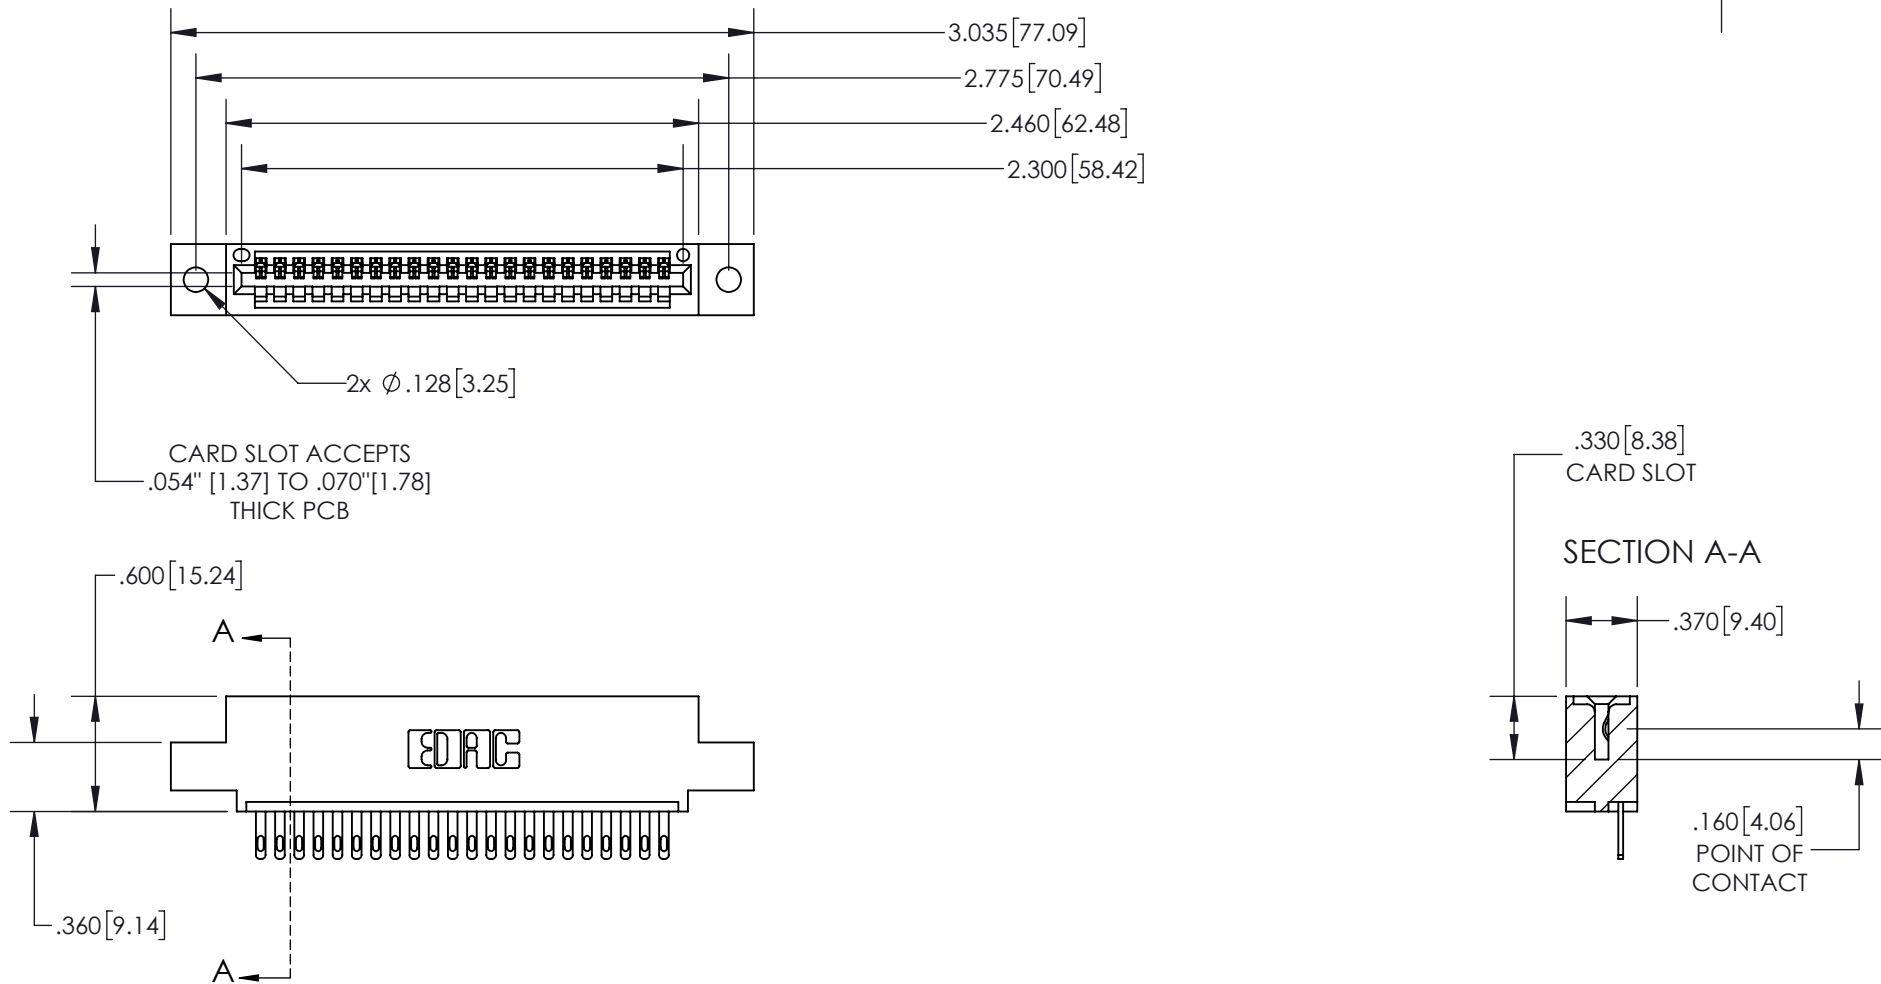 3.035[77.09]
2.775[70.49]
2.460[62.48]
2.300[58.42]
2x ∅.128[3.25]
CARD SLOT ACCEPTS
.054" [1.37] TO .070"[1.78]
THICK PCB
.330[8.38]
CARD SLOT
SECTION A-A
.600[15.24]
.370[9.40]
A
EDAC
.160[4.06]
POINT OF
CONTACT
.360[9.14]
A